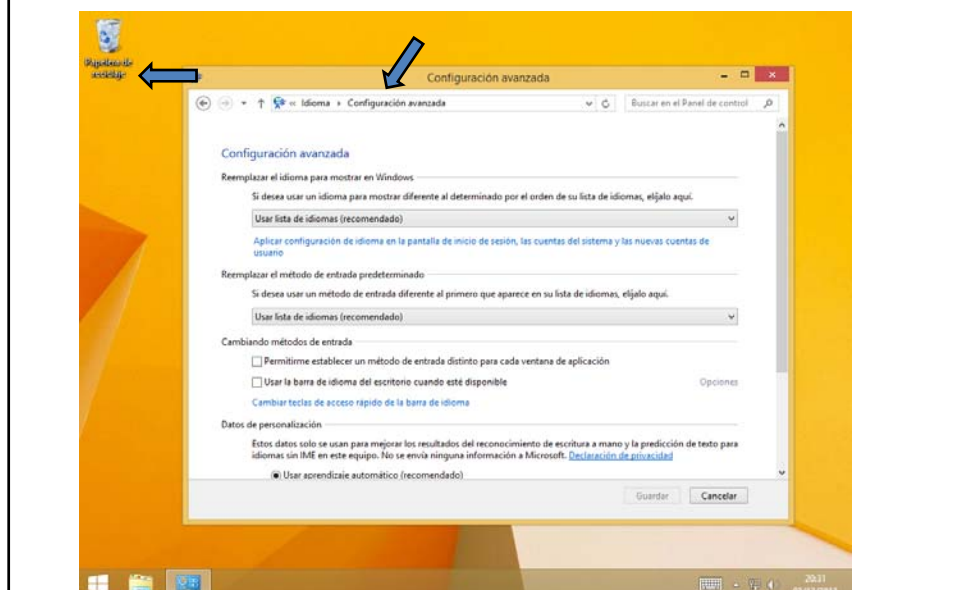 Papelera de
reciclaje
Configuración avanzada
« Idioma › Configuración avanzada
Buscar en el Panel de control
Configuración avanzada
Reemplazar el idioma para mostrar en Windows
Si desea usar un idioma para mostrar diferente al determinado por el orden de su lista de idiomas, elíjalo aquí.
Usar lista de idiomas (recomendado)
Aplicar configuración de idioma en la pantalla de inicio de sesión, las cuentas del sistema y las nuevas cuentas de
usuario
Reemplazar el método de entrada predeterminado
Si desea usar un método de entrada diferente al primero que aparece en su lista de idiomas, elíjalo aquí.
Usar lista de idiomas (recomendado)
Cambiando métodos de entrada
Permitirme establecer un método de entrada distinto para cada ventana de aplicación
Usar la barra de idioma del escritorio cuando esté disponible
Opciones
Cambiar teclas de acceso rápido de la barra de idioma
Datos de personalización
Estos datos solo se usan para mejorar los resultados del reconocimiento de escritura a mano y la predicción de texto para
idiomas sin IME en este equipo. No se envía ninguna información a Microsoft. Declaración de privacidad
Usar aprendizaje automático (recomendado)
Guardar
Cancelar
20:31